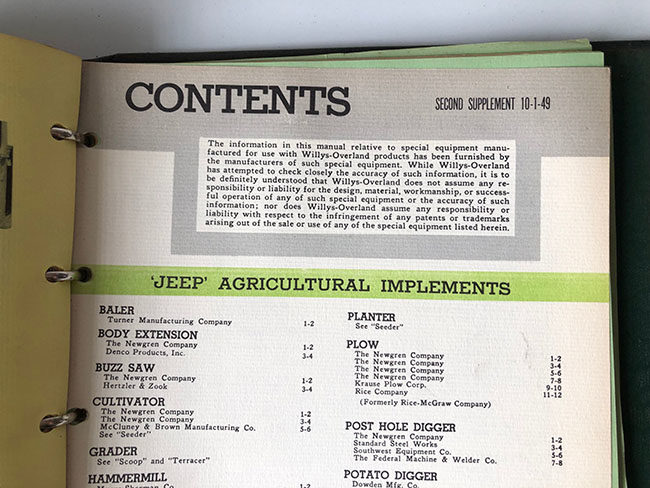 CONTENTS
SECOND SUPPLEMENT 10-1-49
The information in this manual relative to special equipment manu-
factured for use with Willys-Overland products has been furnished by
the manufacturers of such special equipment. While Willys-Overland
has attempted to check closely the accuracy of such information, it is to
be definitely understood that Willys-Overland does not assume any re-
sponsibility or liability for the design, material, workmanship, or success-
ful operation of any of such special equipment or the accuracy of such
information; nor does Willys-Overland assume any responsibility or
liability with respect to the infringement of any patents or trademarks
arising out of the sale or use of any of the special equipment listed herein.
'JEEP' AGRICULTURAL IMPLEMENTS
BALER
Turner Manufacturing Company 1-2
BODY EXTENSION
The Newgren Company 1-2
Denco Products, Inc. 3-4
BUZZ SAW
The Newgren Company 1-2
Hertzler & Zook 3-4
CULTIVATOR
The Newgren Company 1-2
The Newgren Company 3-4
McCluney & Brown Manufacturing Co. 5-6
See "Seeder"
GRADER
See "Scoop" and "Terracer"
HAMMERMILL
PLANTER
See "Seeder"
PLOW
The Newgren Company 1-2
The Newgren Company 3-4
The Newgren Company 5-6
The Newgren Company 7-8
Krause Plow Corp. 9-10
Rice Company 11-12
(Formerly Rice-McGraw Company)
POST HOLE DIGGER
The Newgren Company 1-2
Standard Steel Works 3-4
Southwest Equipment Co. 5-6
The Federal Machine & Welder Co. 7-8
POTATO DIGGER
Dowden Mfg. Co.